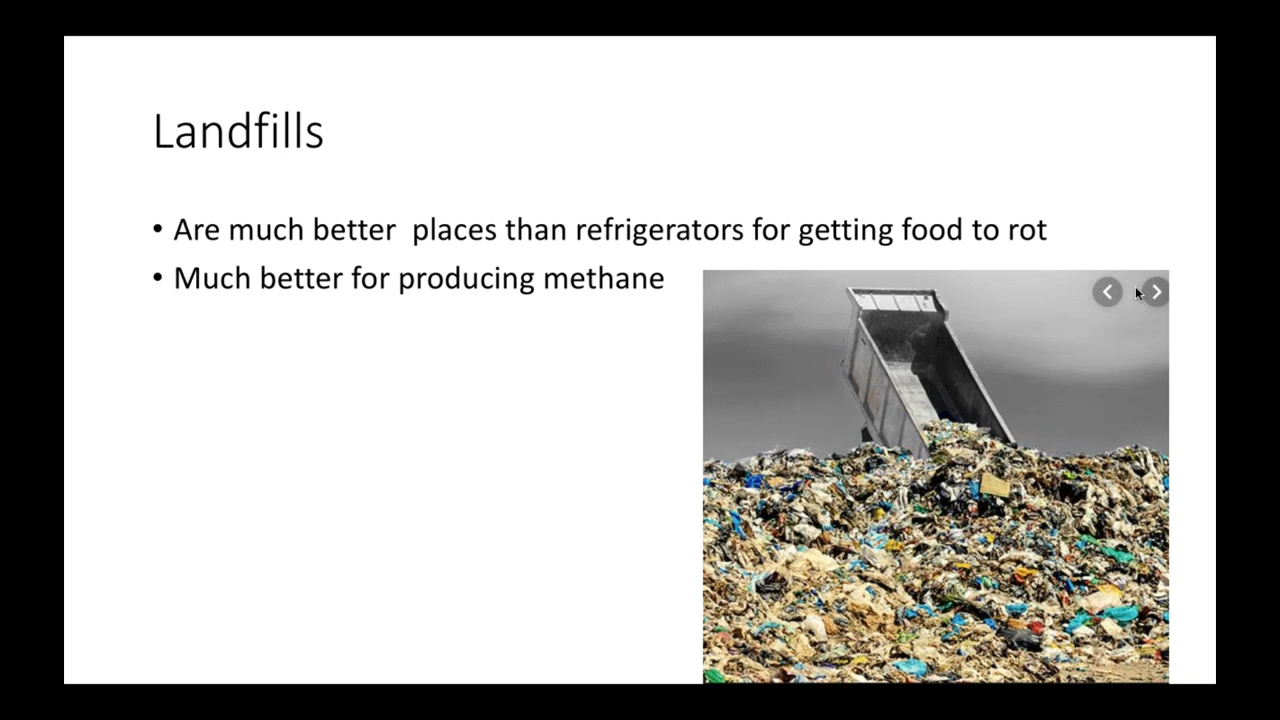 Landfills
• Are much better  places than refrigerators for getting food to rot
• Much better for producing methane